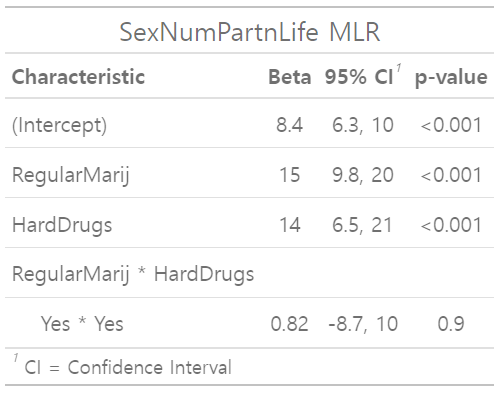 SexNumPartnLife MLR
Characteristic Beta 95% CI¹ p-value
(Intercept) 8.4 6.3, 10 <0.001
RegularMarij 15 9.8, 20 <0.001
HardDrugs 14 6.5, 21 <0.001
RegularMarij * HardDrugs
Yes * Yes 0.82 -8.7, 10 0.9
¹ CI = Confidence Interval